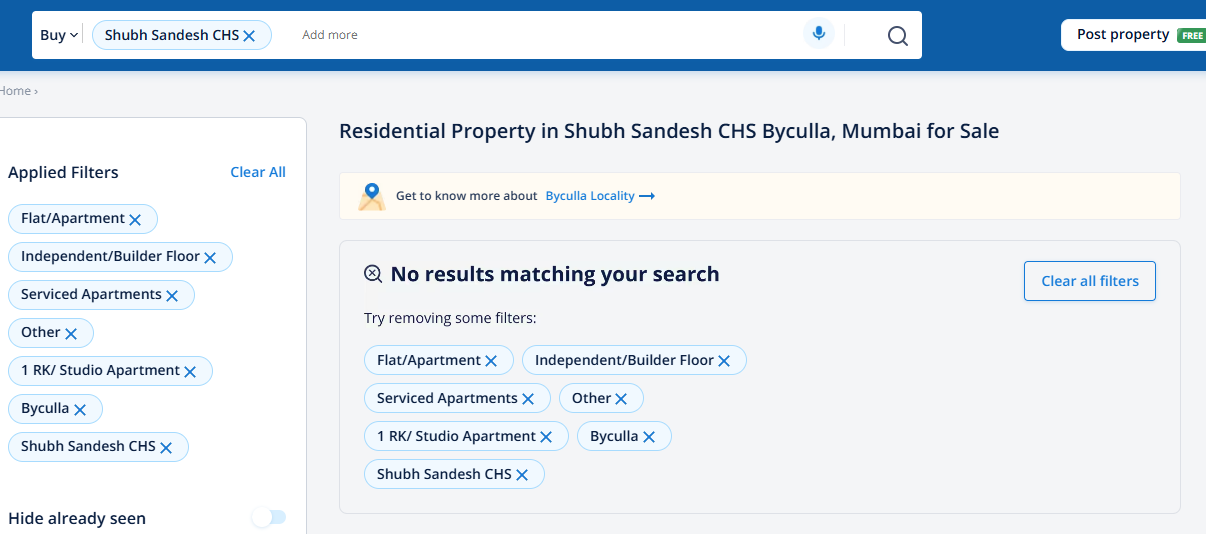 Buy Shubh Sandesh CHS Add more Post property FREE
Home ›
Residential Property in Shubh Sandesh CHS Byculla, Mumbai for Sale
Applied Filters Clear All
Flat/Apartment
Independent/Builder Floor
Serviced Apartments
Other
1 RK/ Studio Apartment
Byculla
Shubh Sandesh CHS
Hide already seen
Get to know more about Byculla Locality
No results matching your search
Clear all filters
Try removing some filters:
Flat/Apartment Independent/Builder Floor
Serviced Apartments Other
1 RK/ Studio Apartment Byculla
Shubh Sandesh CHS